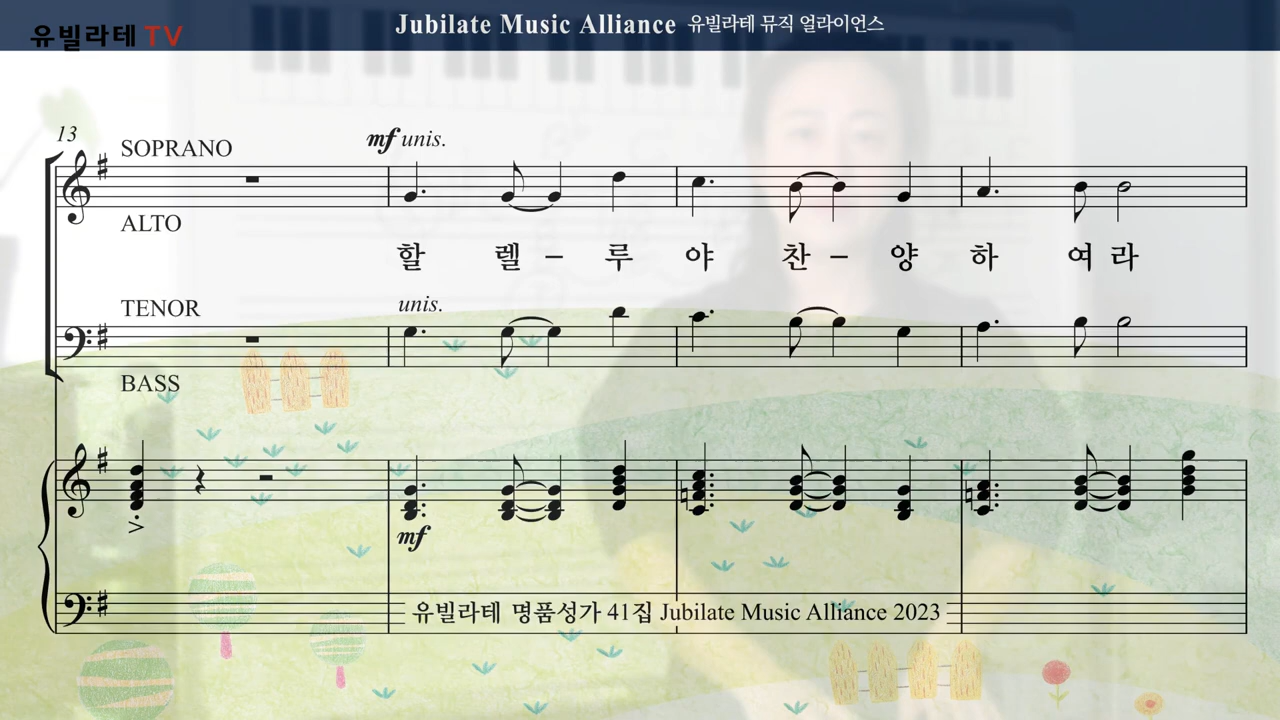 Jubilate Music Alliance 유빌라테 뮤직 얼라이언스
유빌라테 TV
13
SOPRANO
mf unis.
ALTO
할 렐 – 루 야 찬 – 양 하 여 라
TENOR
unis.
BASS
mf
유빌라테 명품성가 41집 Jubilate Music Alliance 2023